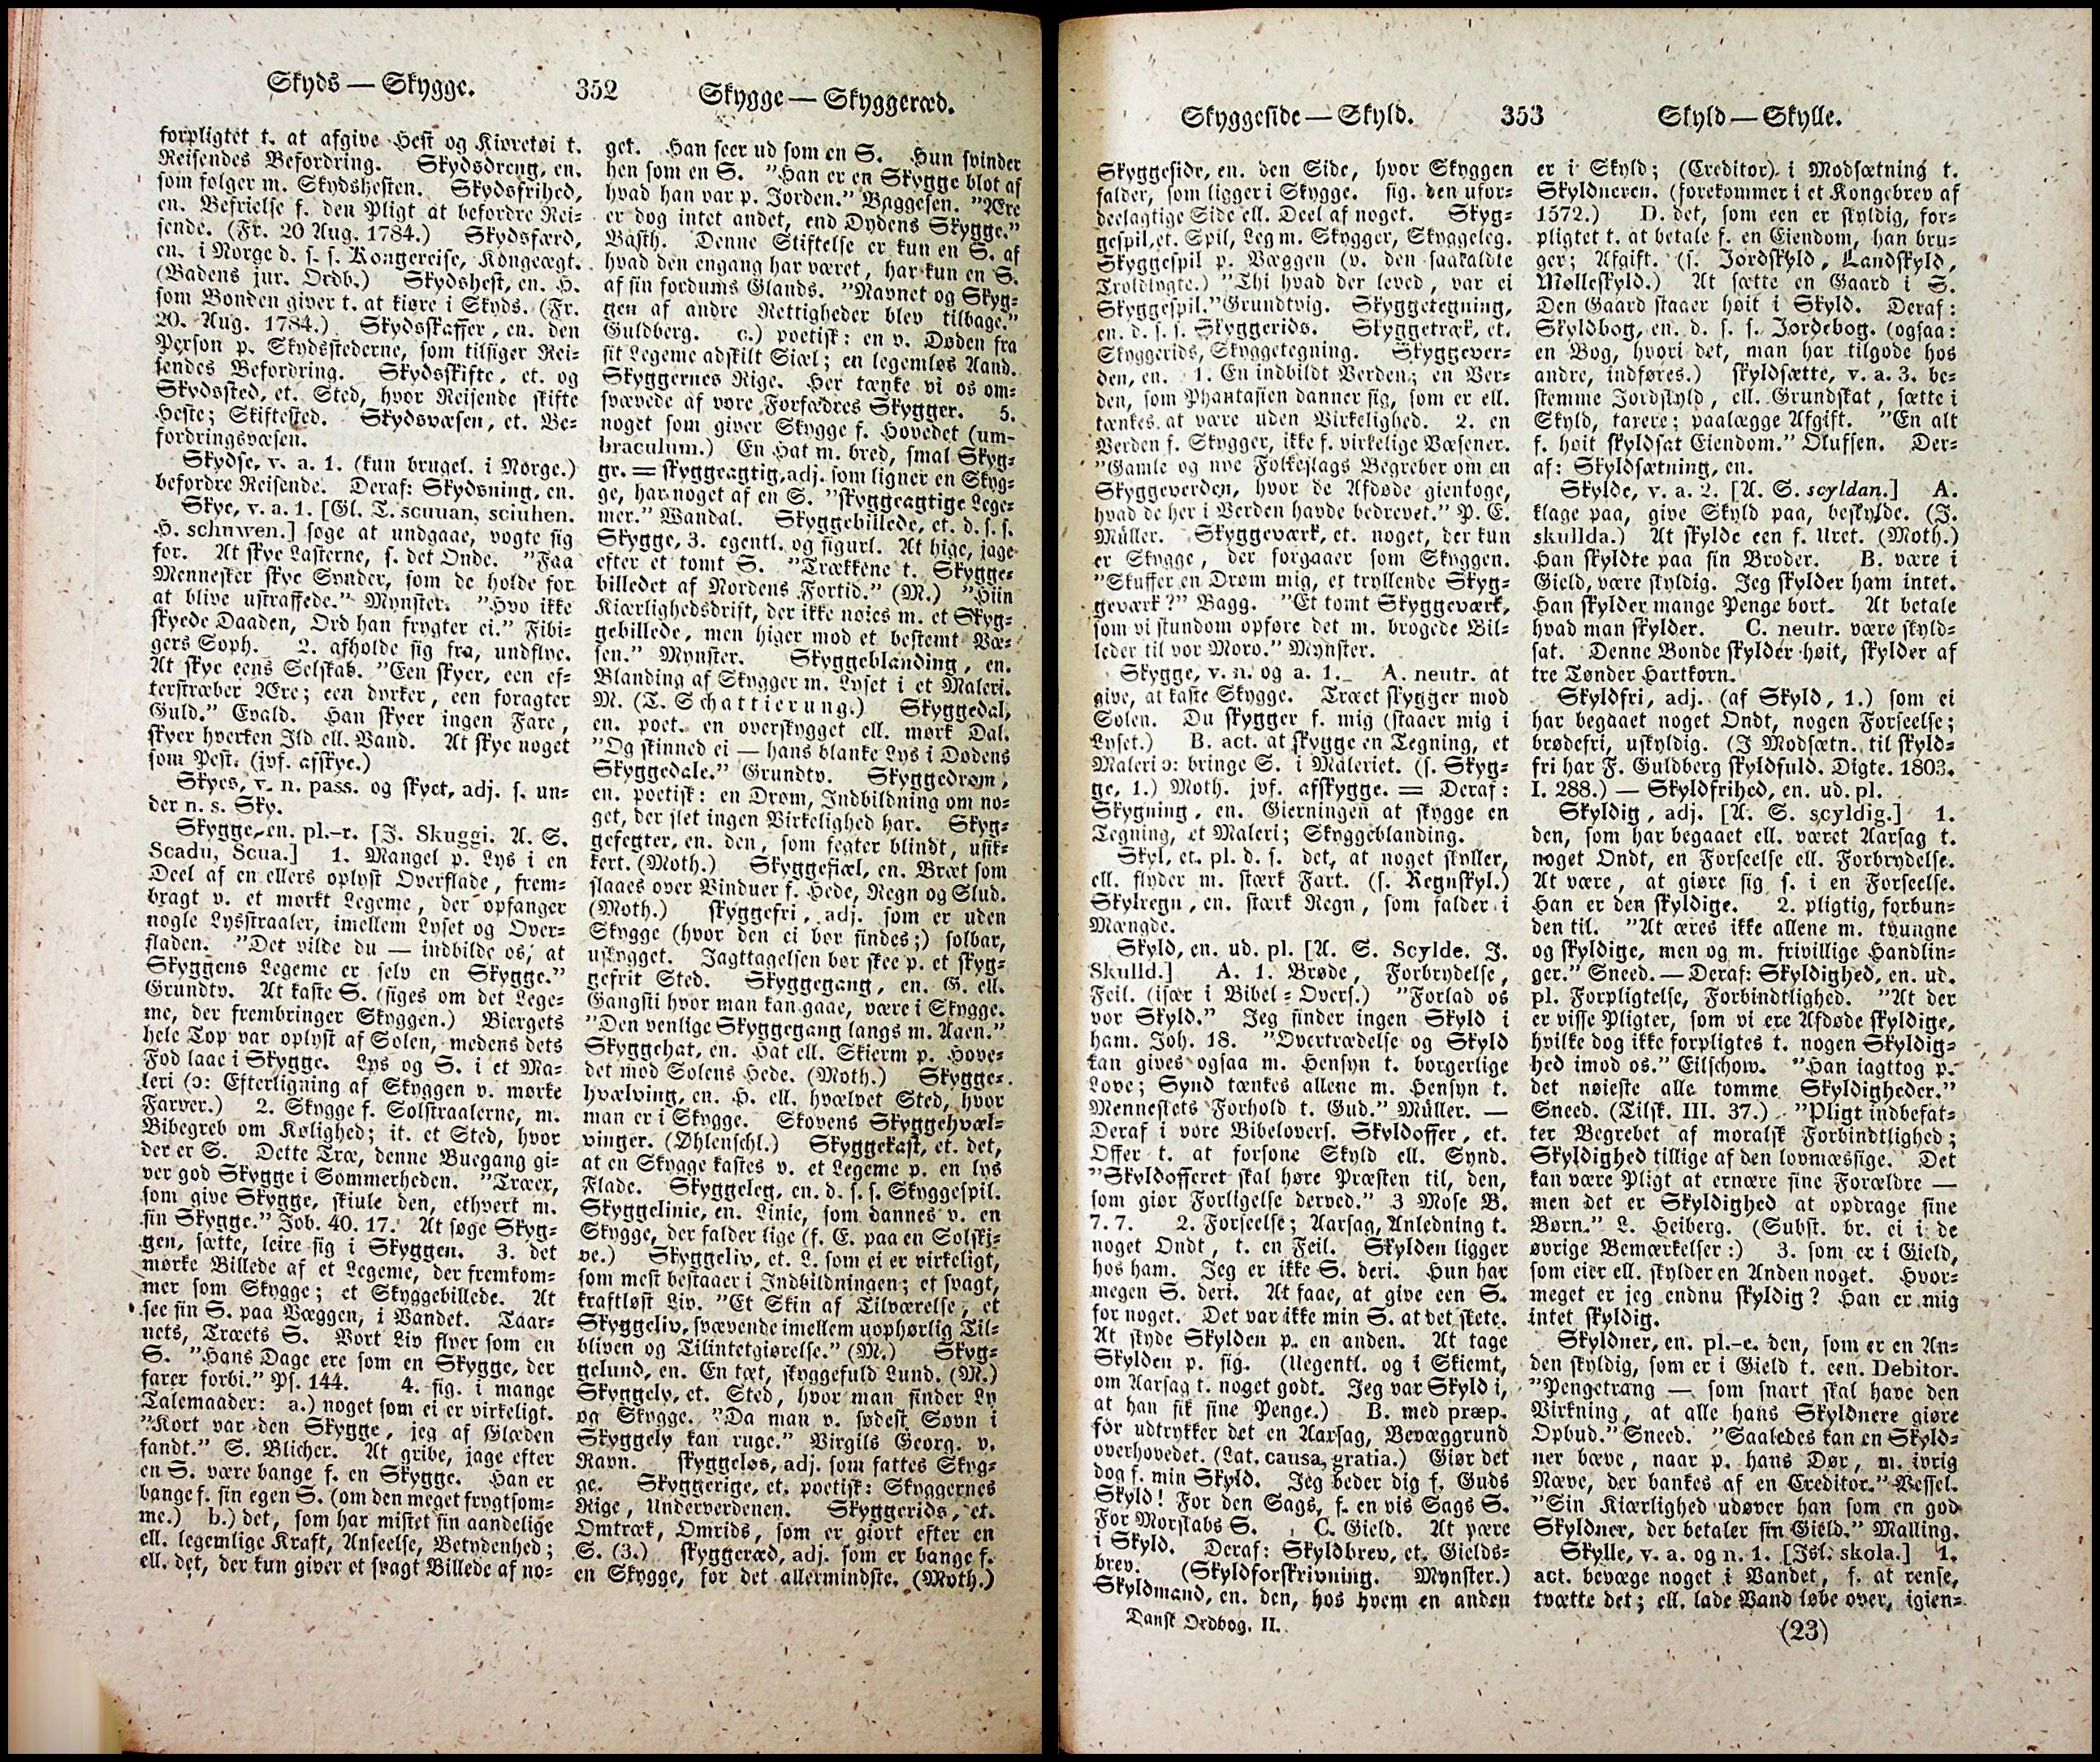 Skyds — Skygge.
352
Skygge — Skyggeræd.
forpligtet t. at afgive Hest og Kiøretøi t.
Reisendes Befordring. Skydsdreng, en.
som følger m. Skydshesten. Skydsfrihed,
en. Befrielse f. den Pligt at befordre Rei-
sende. (Fr. 20 Aug. 1784.) Skydsfærd,
en. i Norge d. s. s. Kongereise, Kongeægt.
(Badens jur. Ordb.) Skydshest, en. H.
som Bonden giver t. at kiøre i Skyds. (Fr.
20. Aug. 1784.) Skydsskaffer, en. den
Person p. Skydsstederne, som tilsiger Rei-
sendes Befordring. Skydsskifte, et. og
Skydssted, et. Sted, hvor Reisende skifte
Heste; Skiftested. Skydsvæsen, et. Be-
fordringsvæsen.
Skydse, v. a. 1. (kun brugel. i Norge.)
befordre Reisende. Deraf: Skydsning, en.
Skye, v. a. 1. [Gl. T. scuuan, sciuhen.
H. schuwen.] søge at undgaae, vogte sig
for. At skye Lasterne, s. det Onde. "Faa
Mennesker skye Synder, som de holde for
at blive ustraffede." Mynster. "Hvo ikke
skyede Daaden, Ord han frygter ei." Fibi-
gers Soph. 2. afholde sig fra, undflye.
At skye eens Selskab. "Een skyer, een ef-
terstræber Ære; een dyrker, een foragter
Guld." Evald. Han skyer ingen Fare,
skyer hverken Ild ell. Vand. At skye noget
som Pest. (jvf. afskye.)
Skyes, v. n. pass. og skyet, adj. s. un-
der n. s. Sky.
Skygge, en. pl.-r. [J. Skuggi. A. S.
Scadu, Scua.] 1. Mangel p. Lys i en
Deel af en ellers oplyst Overflade, frem-
bragt v. et mørkt Legeme, der opfanger
nogle Lysstraaler, imellem Lyset og Over-
fladen. "Det vilde du — indbilde os, at
Skyggens Legeme er selv en Skygge."
Grundtv. At kaste S. (siges om det Lege-
me, der frembringer Skyggen.) Biergets
hele Top var oplyst af Solen, medens dets
Fod laae i Skygge. Lys og S. i et Ma-
leri (ɔ: Efterligning af Skyggen v. mørke
Farver.) 2. Skygge f. Solstraalerne, m.
Bibegreb om Kølighed; it. et Sted, hvor
der er S. Dette Træ, denne Buegang gi-
ver god Skygge i Sommerheden. "Træer,
som give Skygge, skiule den, ethvert m.
sin Skygge." Job. 40. 17. At søge Skyg-
gen, sætte, leire sig i Skyggen. 3. det
mørke Billede af et Legeme, der fremkom-
mer som Skygge; et Skyggebillede. At
see sin S. paa Væggen, i Vandet. Taar-
nets, Træets S. Vort Liv flyer som en
S. "Hans Dage ere som en Skygge, der
farer forbi." Ps. 144. 4. fig. i mange
Talemaader: a.) noget som ei er virkeligt.
"Kort var den Skygge, jeg af Glæden
fandt." S. Blicher. At gribe, jage efter
en S. være bange f. en Skygge. Han er
bange f. sin egen S. (om den meget frygtsom-
me.) b.) det, som har mistet sin aandelige
ell. legemlige Kraft, Anseelse, Betydenhed;
ell. det, der kun giver et svagt Billede af no-
get. Han seer ud som en S. Hun svinder
hen som en S. "Han er en Skygge blot af
hvad han var p. Jorden." Baggesen. "Ære
er dog intet andet, end Dydens Skygge."
Basth. Denne Stiftelse er kun en S. af
hvad den engang har været, har kun en S.
af sin fordums Glands. "Navnet og Skyg-
gen af andre Rettigheder blev tilbage."
Guldberg. c.) poetisk: en v. Døden fra
sit Legeme adskilt Siæl; en legemløs Aand.
Skyggernes Rige. Her tænke vi os om-
svævede af vore Forfædres Skygger. 5.
noget som giver Skygge f. Hovedet (um-
braculum.) En Hat m. bred, smal Skyg-
ge. = skyggeagtig, adj. som ligner en Skyg-
ge, har noget af en S. "skyggeagtige Lege-
mer." Wandal. Skyggebillede, et. d. s. s.
Skygge, 3. egentl. og figurl. At hige, jage
efter et tomt S. "Trækkene t. Skygge-
billedet af Nordens Fortid." (M.) "Hiin
Kiærlighedsdrift, der ikke nøies m. et Skyg-
gebillede, men higer mod et bestemt Væ-
sen." Mynster. Skyggeblanding, en.
Blanding af Skygger m. Lyset i et Maleri.
M. (T. Schattierung.) Skyggedal,
en. poet. en overskygget ell. mørk Dal.
"Og skinned ei — hans blanke Lys i Dødens
Skyggedale." Grundtv. Skyggedrøm,
en. poetisk: en Drøm, Indbildning om no-
get, der slet ingen Virkelighed har. Skyg-
gefegter, en. den, som fegter blindt, usik-
kert. (Moth.) Skyggefiæl, en. Bræt som
slaaes over Vinduer f. Hede, Regn og Slud.
(Moth.) skyggefri, adj. som er uden
Skygge (hvor den ei bør findes;) solbar,
uskygget. Jagttagelsen bør skee p. et skyg-
gefrit Sted. Skyggegang, en. G. ell.
Gangsti hvor man kan gaae, være i Skygge.
"Den venlige Skyggegang langs m. Aaen."
Skyggehat, en. Hat ell. Skierm p. Hove-
det mod Solens Hede. (Moth.) Skygge-
hvælving, en. H. ell. hvælvet Sted, hvor
man er i Skygge. Skovens Skyggehvæl-
vinger. (Øhlenschl.) Skyggekast, et. det,
at en Skygge kastes v. et Legeme p. en lys
Flade. Skyggeleg, en. d. s. s. Skyggespil.
Skyggelinie, en. Linie, som dannes v. en
Skygge, der falder lige (f. E. paa en Solski-
ve.) Skyggeliv, et. L. som ei er virkeligt,
som mest bestaaer i Indbildningen; et svagt,
kraftløst Liv. "Et Skin af Tilværelse, et
Skyggeliv, svævende imellem uophørlig Til-
bliven og Tilintetgiørelse." (M.) Skyg-
gelund, en. En tæt, skyggefuld Lund. (M.)
Skyggely, et. Sted, hvor man finder Ly
og Skygge. "Da man v. sødest Søvn i
Skyggely kan ruge." Virgils Georg. v.
Ravn. skyggeløs, adj. som fattes Skyg-
ge. Skyggerige, et. poetisk: Skyggernes
Rige, Underverdenen. Skyggerids, et.
Omtræk, Omrids, som er giort efter en
S. (3.) skyggeræd, adj. som er bange f.
en Skygge, for det allermindste. (Moth.)
Skyggeside — Skyld.
353
Skyld — Skylle.
Skyggeside, en. den Side, hvor Skyggen
falder, som ligger i Skygge. fig. den ufor-
deelagtige Side ell. Deel af noget. Skyg-
gespil, et. Spil, Leg m. Skygger, Skyggeleg.
Skyggespil p. Væggen (v. den saakaldte
Troldlygte.) "Thi hvad der leved, var ei
Skyggespil." Grundtvig. Skyggetegning,
en. d. s. s. Skyggerids. Skyggetræk, et.
Skyggerids, Skyggetegning. Skyggever-
den, en. 1. En indbildt Verden; en Ver-
den, som Phantasien danner sig, som er ell.
tænkes at være uden Virkelighed. 2. en
Verden f. Skygger, ikke f. virkelige Væsener.
"Gamle og nye Folkeslags Begreber om en
Skyggeverden, hvor de Afdøde gientoge,
hvad de her i Verden havde bedrevet." P. E.
Müller. Skyggeværk, et. noget, der kun
er Skygge, der forgaaer som Skyggen.
"Skuffer en Drøm mig, et tryllende Skyg-
geværk?" Bagg. "Et tomt Skyggeværk,
som vi stundom opføre det m. brogede Bil-
leder til vor Moro." Mynster.
Skygge, v. n. og a. 1. A. neutr. at
give, at kaste Skygge. Træet skygger mod
Solen. Du skygger f. mig (staaer mig i
Lyset.) B. act. at skygge en Tegning, et
Maleri ɔ: bringe S. i Maleriet. (s. Skyg-
ge, 1.) Moth. jvf. afskygge. = Deraf:
Skygning, en. Gierningen at skygge en
Tegning, et Maleri; Skyggeblanding.
Skyl, et. pl. d. s. det, at noget skyller,
ell. flyder m. stærk Fart. (s. Regnskyl.)
Skylregn, en. stærk Regn, som falder i
Mængde.
Skyld, en. ud. pl. [A. S. Scylde. J.
Skulld.] A. 1. Brøde, Forbrydelse,
Feil. (især i Bibel-Overs.) "Forlad os
vor Skyld." Jeg finder ingen Skyld i
ham. Joh. 18. "Overtrædelse og Skyld
kan gives ogsaa m. Hensyn t. borgerlige
Love; Synd tænkes allene m. Hensyn t.
Menneskets Forhold t. Gud." Müller. —
Deraf i vore Bibelovers. Skyldoffer, et.
Offer t. at forsone Skyld ell. Synd.
"Skyldofferet skal høre Præsten til, den,
som giør Forligelse derved." 3 Mose B.
7. 7. 2. Forseelse; Aarsag, Anledning t.
noget Ondt, t. en Feil. Skylden ligger
hos ham. Jeg er ikke S. deri. Hun har
megen S. deri. At faae, at give een S.
for noget. Det var ikke min S. at det skete.
At skyde Skylden p. en anden. At tage
Skylden p. sig. (Uegentl. og i Skiemt,
om Aarsag t. noget godt. Jeg var Skyld i,
at han fik sine Penge.) B. med præp.
for udtrykker det en Aarsag, Bevæggrund
overhovedet. (Lat. causa, gratia.) Giør det
dog f. min Skyld. Jeg beder dig f. Guds
Skyld! For den Sags, f. en vis Sags S.
For Morskabs S. C. Gield. At være
i Skyld. Deraf: Skyldbrev, et. Gields-
brev. (Skyldforskrivning. Mynster.)
Skyldmand, en. den, hos hvem en anden
Dansk Ordbog. II.
er i Skyld; (Creditor) i Modsætning t.
Skyldneren. (forekommer i et Kongebrev af
1572.) D. det, som een er skyldig, for-
pligtet t. at betale f. en Eiendom, han bru-
ger; Afgift. (s. Jordskyld, Landskyld,
Mølleskyld.) At sætte en Gaard i S.
Den Gaard staaer høit i Skyld. Deraf:
Skyldbog, en. d. s. s. Jordebog. (ogsaa:
en Bog, hvori det, man har tilgode hos
andre, indføres.) skyldsætte, v. a. 3. be-
stemme Jordskyld, ell. Grundskat, sætte i
Skyld, taxere; paalægge Afgift. "En alt
f. høit skyldsat Eiendom." Olufsen. Der-
af: Skyldsætning, en.
Skylde, v. a. 2. [A. S. scyldan.] A.
klage paa, give Skyld paa, beskylde. (J.
skullda.) At skylde een f. Uret. (Moth.)
Han skyldte paa sin Broder. B. være i
Gield, være skyldig. Jeg skylder ham intet.
Han skylder mange Penge bort. At betale
hvad man skylder. C. neutr. være skyld-
sat. Denne Bonde skylder høit, skylder af
tre Tønder Hartkorn.
Skyldfri, adj. (af Skyld, 1.) som ei
har begaaet noget Ondt, nogen Forseelse;
brødefri, uskyldig. (I Modsætn. til skyld-
fri har F. Guldberg skyldfuld. Digte. 1803.
I. 288.) — Skyldfrihed, en. ud. pl.
Skyldig, adj. [A. S. scyldig.] 1.
den, som har begaaet ell. været Aarsag t.
noget Ondt, en Forseelse ell. Forbrydelse.
At være, at giøre sig s. i en Forseelse.
Han er den skyldige. 2. pligtig, forbun-
den til. "At æres ikke allene m. thungne
og skyldige, men og m. frivillige Handlin-
ger." Sneed. — Deraf: Skyldighed, en. ud.
pl. Forpligtelse, Forbindtlighed. "At der
er visse Pligter, som vi ere Afdøde skyldige,
hvilke dog ikke forpligtes t. nogen Skyldig-
hed imod os." Eilschow. "Han iagttog p.
det nøieste alle tomme Skyldigheder."
Sneed. (Tilsk. III. 37.) "Pligt indbefat-
ter Begrebet af moralsk Forbindtlighed;
Skyldighed tillige af den lovmæssige. Det
kan være Pligt at ernære sine Forældre —
men det er Skyldighed at opdrage sine
Børn." L. Heiberg. (Subst. br. ei i de
øvrige Bemærkelser:) 3. som er i Gield,
som eier ell. skylder en Anden noget. Hvor-
meget er jeg endnu skyldig? Han er mig
intet skyldig.
Skyldner, en. pl.-e. den, som er en An-
den skyldig, som er i Gield t. een. Debitor.
"Pengetrang — som snart skal have den
Virkning, at alle hans Skyldnere giøre
Opbud." Sneed. "Saaledes kan en Skyld-
ner bæve, naar p. hans Dør, m. ivrig
Næve, der bankes af en Creditor." Wessel.
"Sin Kiærlighed udøver han som en god
Skyldner, der betaler sin Gield." Malling.
Skylle, v. a. og n. 1. [Isl. skola.] 1.
act. bevæge noget i Vandet, f. at rense,
tvætte det; ell. lade Vand løbe over, igien-
(23)